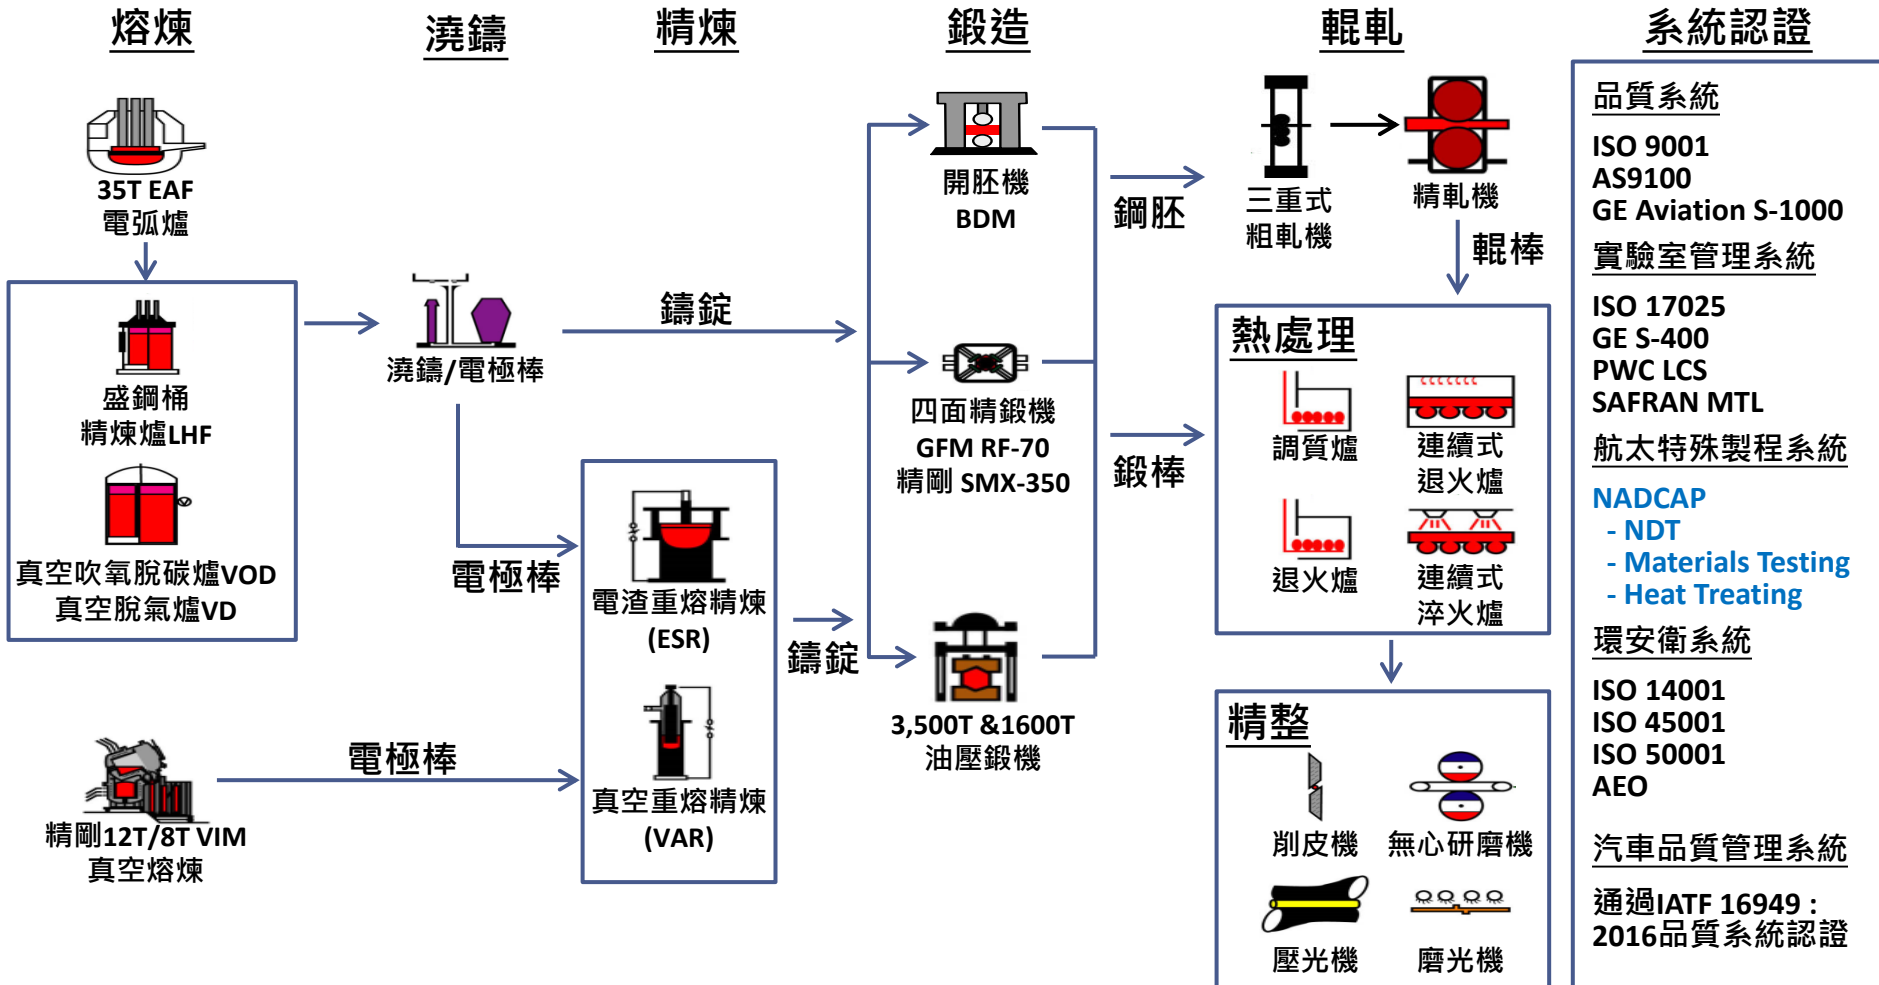 熔煉
澆鑄
精煉
鍛造
輥軋
系統認證
35T EAF
電弧爐
盛鋼桶
精煉爐LHF
真空吹氧脫碳爐VOD
真空脫氣爐VD
精剛12T/8T VIM
真空熔煉
澆鑄/電極棒
鑄錠
電極棒
電極棒
電渣重熔精煉
(ESR)
真空重熔精煉
(VAR)
鑄錠
開胚機
BDM
四面精鍛機
GFM RF-70
精剛 SMX-350
3,500T &1600T
油壓鍛機
鋼胚
鍛棒
三重式
粗軋機
精軋機
輥棒
熱處理
調質爐
連續式
退火爐
退火爐
連續式
淬火爐
精整
削皮機
無心研磨機
壓光機
磨光機
品質系統
ISO 9001
AS9100
GE Aviation S-1000
實驗室管理系統
ISO 17025
GE S-400
PWC LCS
SAFRAN MTL
航太特殊製程系統
NADCAP
- NDT
- Materials Testing
- Heat Treating
環安衛系統
ISO 14001
ISO 45001
ISO 50001
AEO
汽車品質管理系統
通過IATF 16949 :
2016品質系統認證